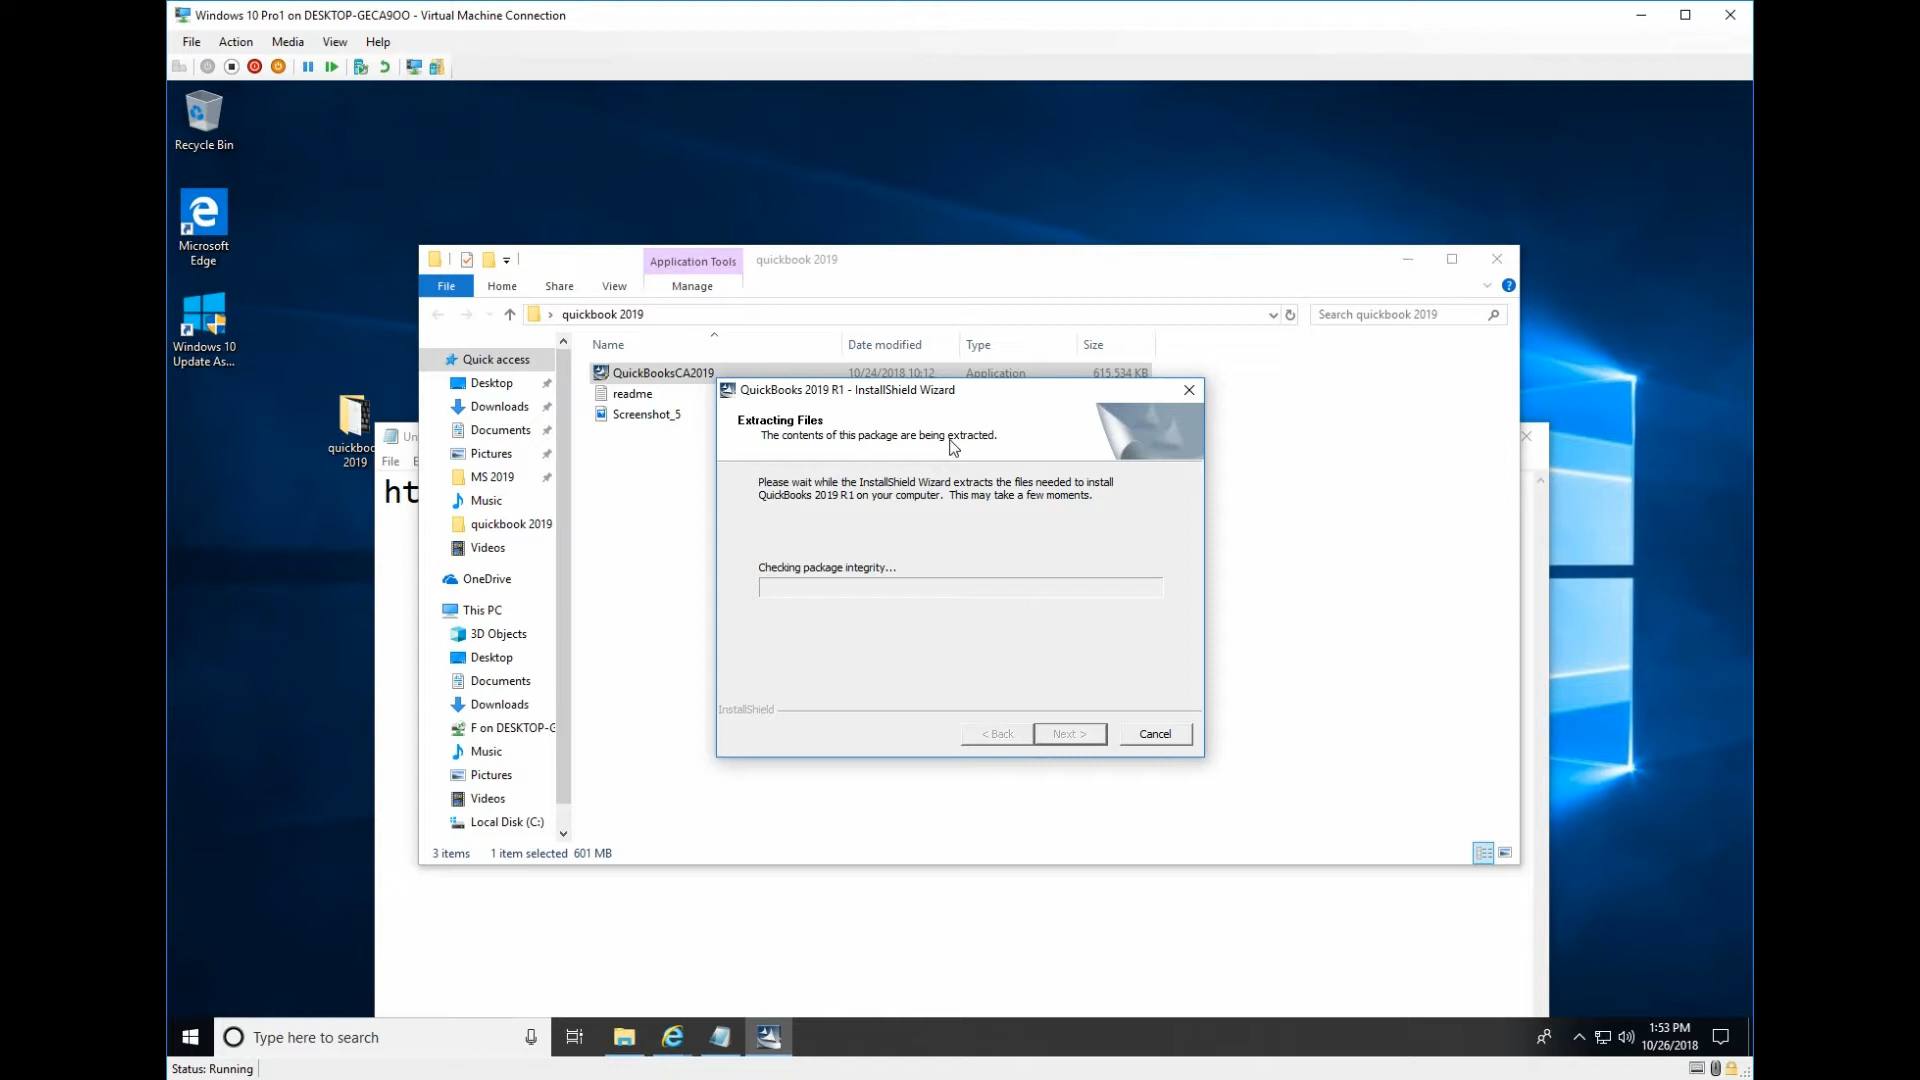 Windows 10 Pro1 on DESKTOP-GECA9OO - Virtual Machine Connection
File Action Media View Help
Recycle Bin
Microsoft
Edge
Windows 10
Update As...
quickboo
2019
Application Tools quickbook 2019
File Home Share View Manage
quickbook 2019
Search quickbook 2019
Name Date modified Type Size
Quick access
Desktop
Downloads
Documents
Pictures
MS 2019
Music
quickbook 2019
Videos
OneDrive
This PC
3D Objects
Desktop
Documents
Downloads
F on DESKTOP-G
Music
Pictures
Videos
Local Disk (C:)
QuickBooksCA2019 10/24/2018 10:12 Application 615,534 KB
readme
Screenshot_5
3 items 1 item selected 601 MB
Un
File E
ht
QuickBooks 2019 R1 - InstallShield Wizard
Extracting Files
The contents of this package are being extracted.
Please wait while the InstallShield Wizard extracts the files needed to install
QuickBooks 2019 R1 on your computer. This may take a few moments.
Checking package integrity...
InstallShield
< Back Next > Cancel
Type here to search
1:53 PM
10/26/2018
Status: Running